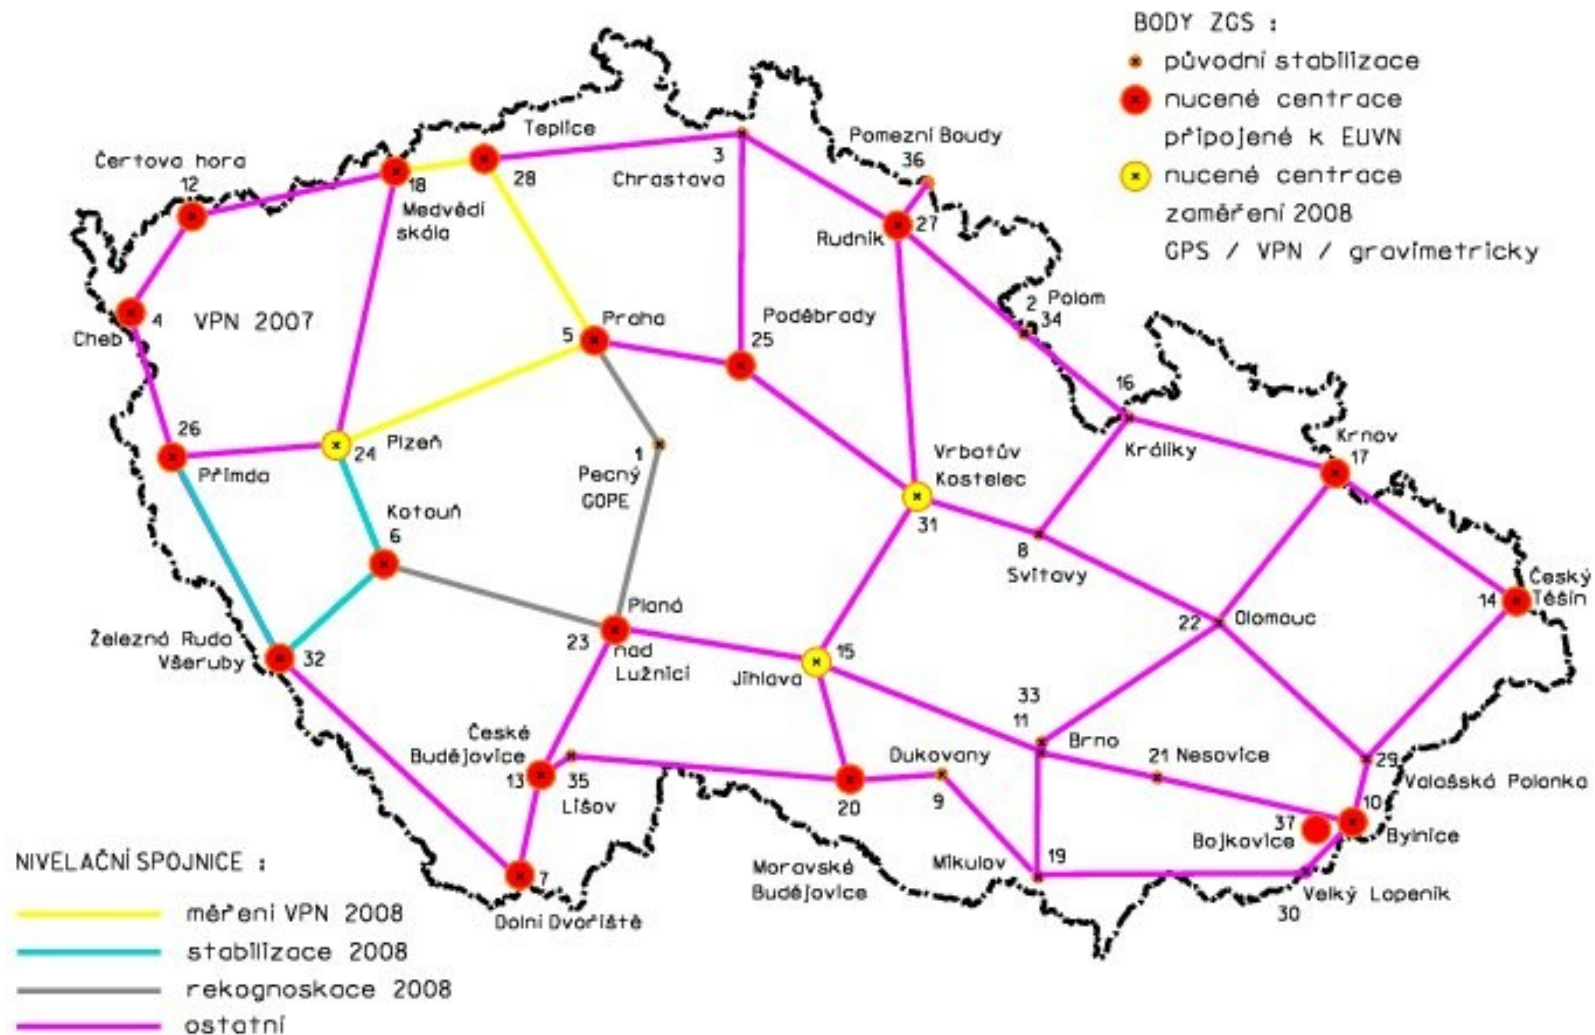 BODY ZGS :
původní stabilizace
nucené centrace
připojené k EUVN
nucené centrace
zaměření 2008
GPS / VPN / gravimetricky
Teplice
28
Čertova hora
12
18
Medvědí
skála
3
Chrastava
Pomezní Boudy
36
Rudník
27
4
Cheb
VPN 2007
5
Praha
Poděbrady
25
2
34
Polom
16
Králíky
Krnov
17
26
Přimda
24
Plzeň
1
Pecný
GOPE
Vrbatův
Kostelec
31
Kotouň
6
8
Svitavy
Český
Těšín
14
22
Olomouc
Železná Ruda
Všeruby
32
Planá
23
nad
Lužnicí
15
Jihlava
33
11
Brno
České
Budějovice
13
35
Lišov
Dukovany
9
20
21 Nesovice
29
Valašská Polanka
10
37
Bojkovice
Bylnice
7
Dolní Dvořiště
Moravské
Budějovice
Mikulov
19
Velký Lopeník
30
NIVELAČNÍ SPOJNICE :
měření VPN 2008
stabilizace 2008
rekognoskace 2008
ostatní